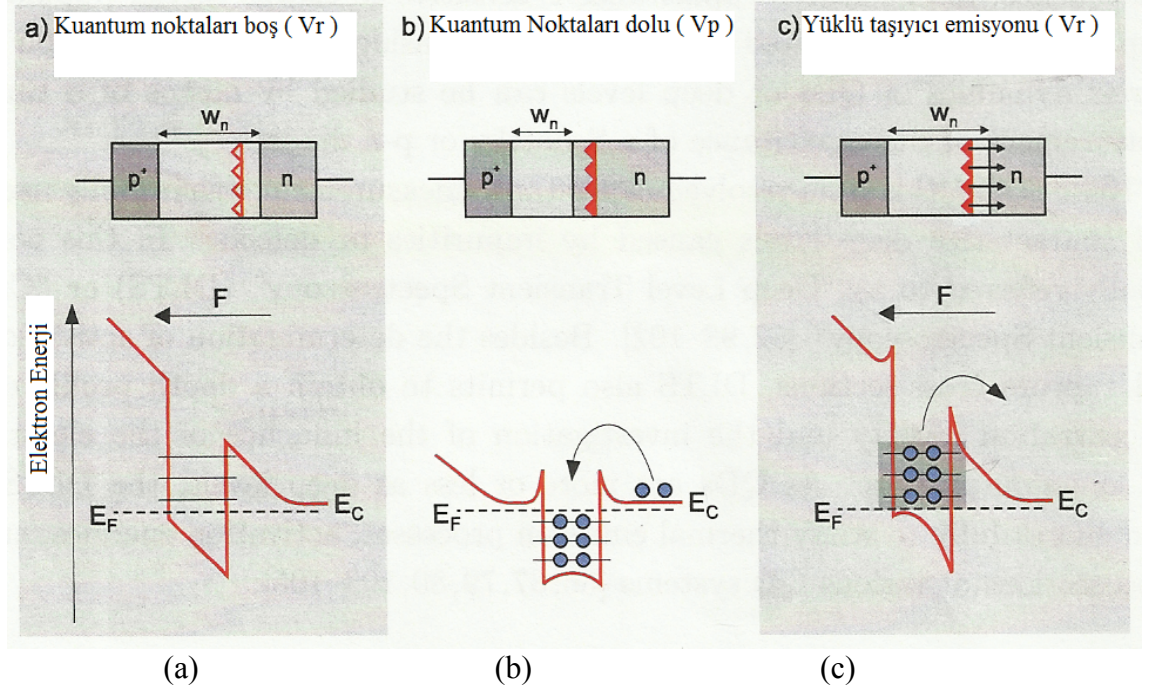 a) Kuantum noktaları boş ( Vr )
b) Kuantum Noktaları dolu ( Vp )
c) Yüklü taşıyıcı emisyonu ( Vr )
wn
p+
n
wn
p+
n
wn
p+
n
Elektron Enerji
F
EF
EC
EF
EC
F
EF
EC
(a)
(b)
(c)